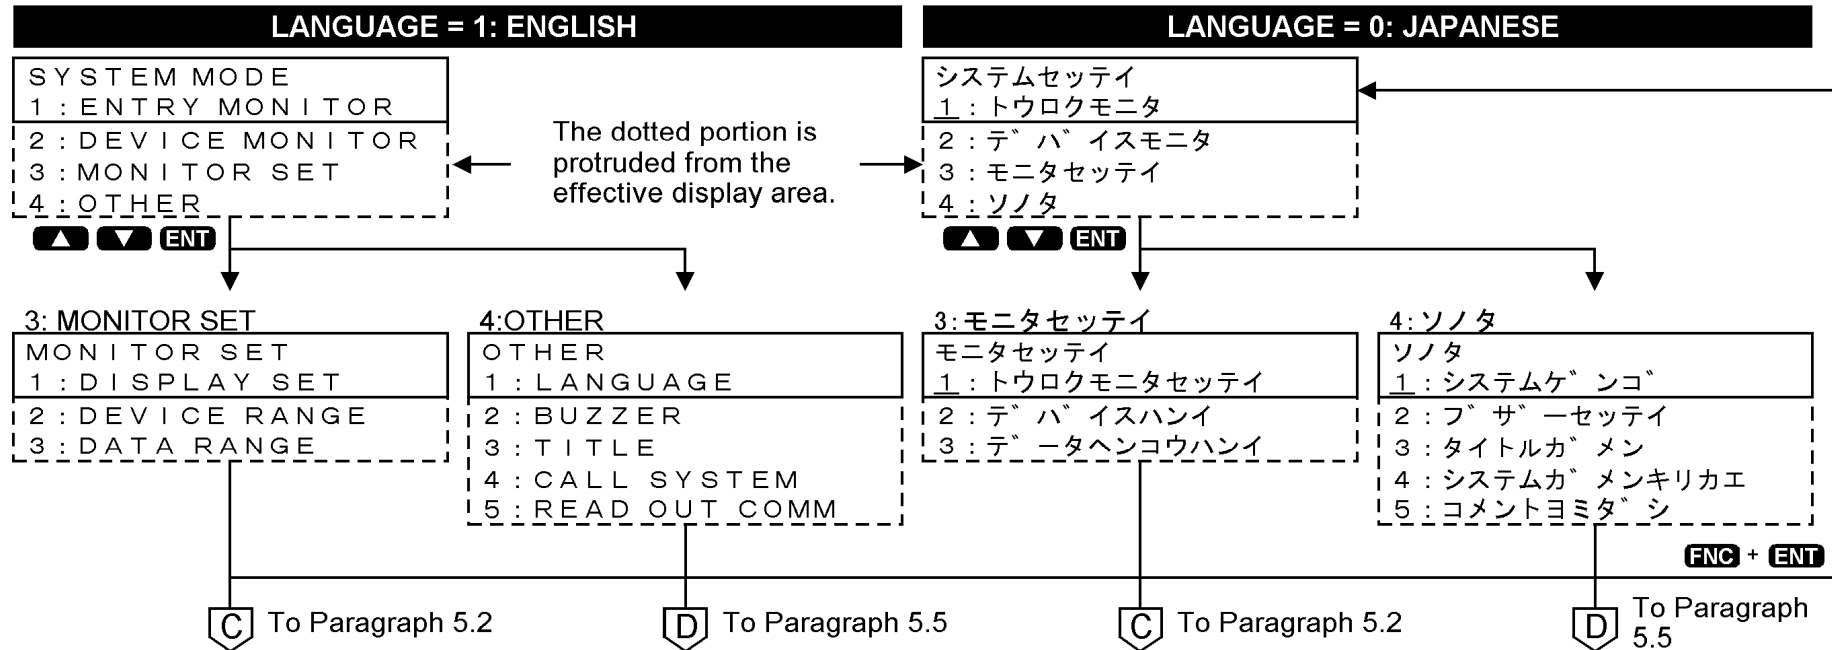 LANGUAGE = 1: ENGLISH
LANGUAGE = 0: JAPANESE
SYSTEM MODE
1 : ENTRY MONITOR
2 : DEVICE MONITOR
3 : MONITOR SET
4 : OTHER
The dotted portion is
protruded from the
effective display area.
システムセッテイ
1 : トウロクモニタ
2 : デバイスモニタ
3 : モニタセッテイ
4 : ソノタ
▲ ▼ ENT
▲ ▼ ENT
3: MONITOR SET
MONITOR SET
1 : DISPLAY SET
2 : DEVICE RANGE
3 : DATA RANGE
4:OTHER
OTHER
1 : LANGUAGE
2 : BUZZER
3 : TITLE
4 : CALL SYSTEM
5 : READ OUT COMM
3:モニタセッテイ
モニタセッテイ
1 : トウロクモニタセッテイ
2 : デバイスハンイ
3 : データヘンコウハンイ
4:ソノタ
ソノタ
1 : システムゲンゴ
2 : ブザーセッテイ
3 : タイトルガメン
4 : システムガメンキリカエ
5 : コメントヨミダシ
FNC + ENT
C To Paragraph 5.2
D To Paragraph 5.5
C To Paragraph 5.2
D To Paragraph
5.5